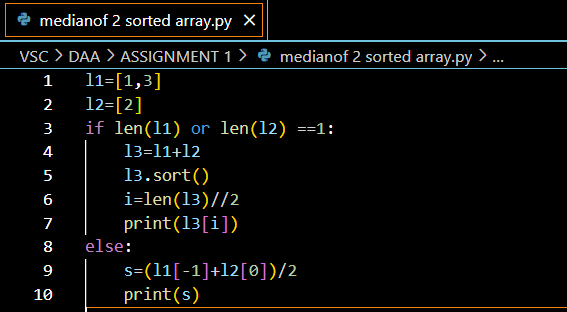 medianof 2 sorted array.py ×
VSC > DAA > ASSIGNMENT 1 > medianof 2 sorted array.py > ...
1 l1=[1,3]
2 l2=[2]
3 if len(l1) or len(l2) ==1:
4     l3=l1+l2
5     l3.sort()
6     i=len(l3)//2
7     print(l3[i])
8 else:
9     s=(l1[-1]+l2[0])/2
10     print(s)